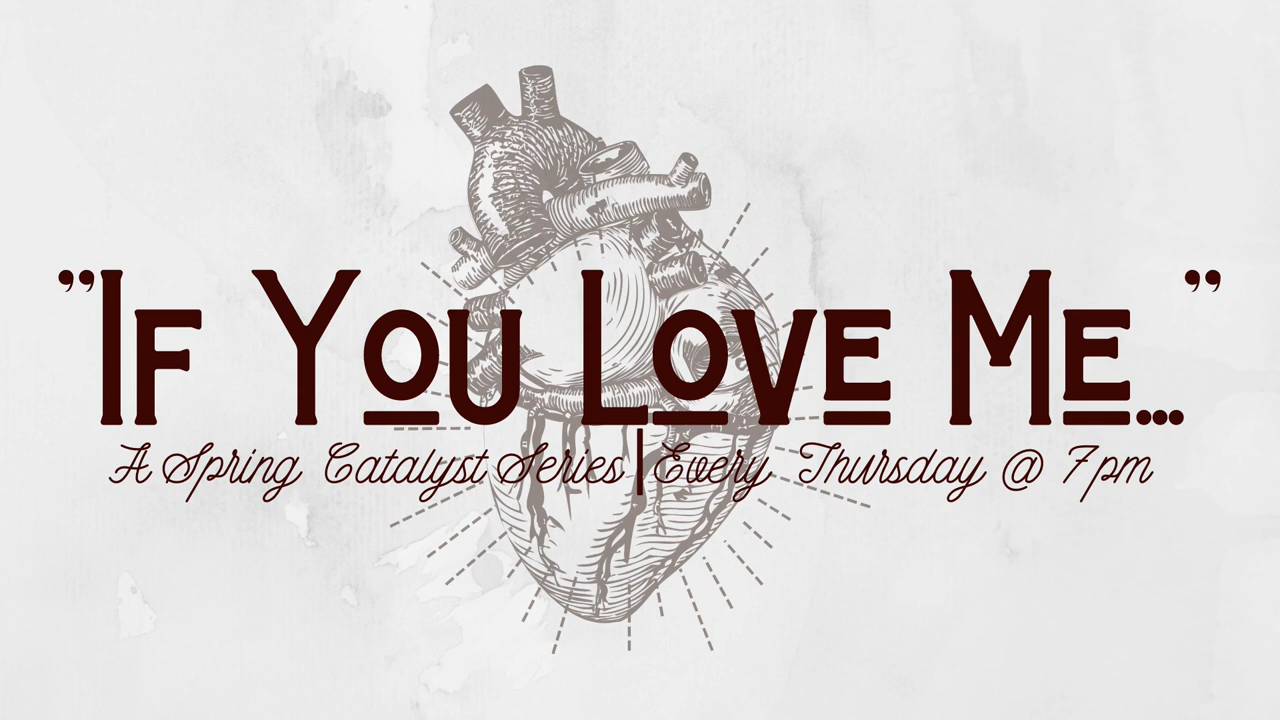 ”If You Love Me...”
A Spring Catalyst Series | Every Thursday @ 7pm